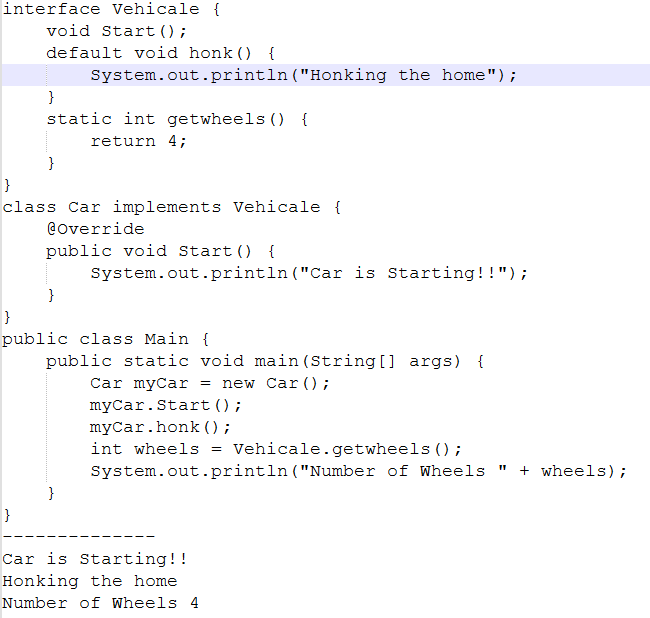 interface Vehicale {
    void Start();
    default void honk() {
        System.out.println("Honking the home");
    }
    static int getwheels() {
        return 4;
    }
}
class Car implements Vehicale {
    @Override
    public void Start() {
        System.out.println("Car is Starting!!");
    }
}
public class Main {
    public static void main(String[] args) {
        Car myCar = new Car();
        myCar.Start();
        myCar.honk();
        int wheels = Vehicale.getwheels();
        System.out.println("Number of Wheels " + wheels);
    }
}
--------------
Car is Starting!!
Honking the home
Number of Wheels 4